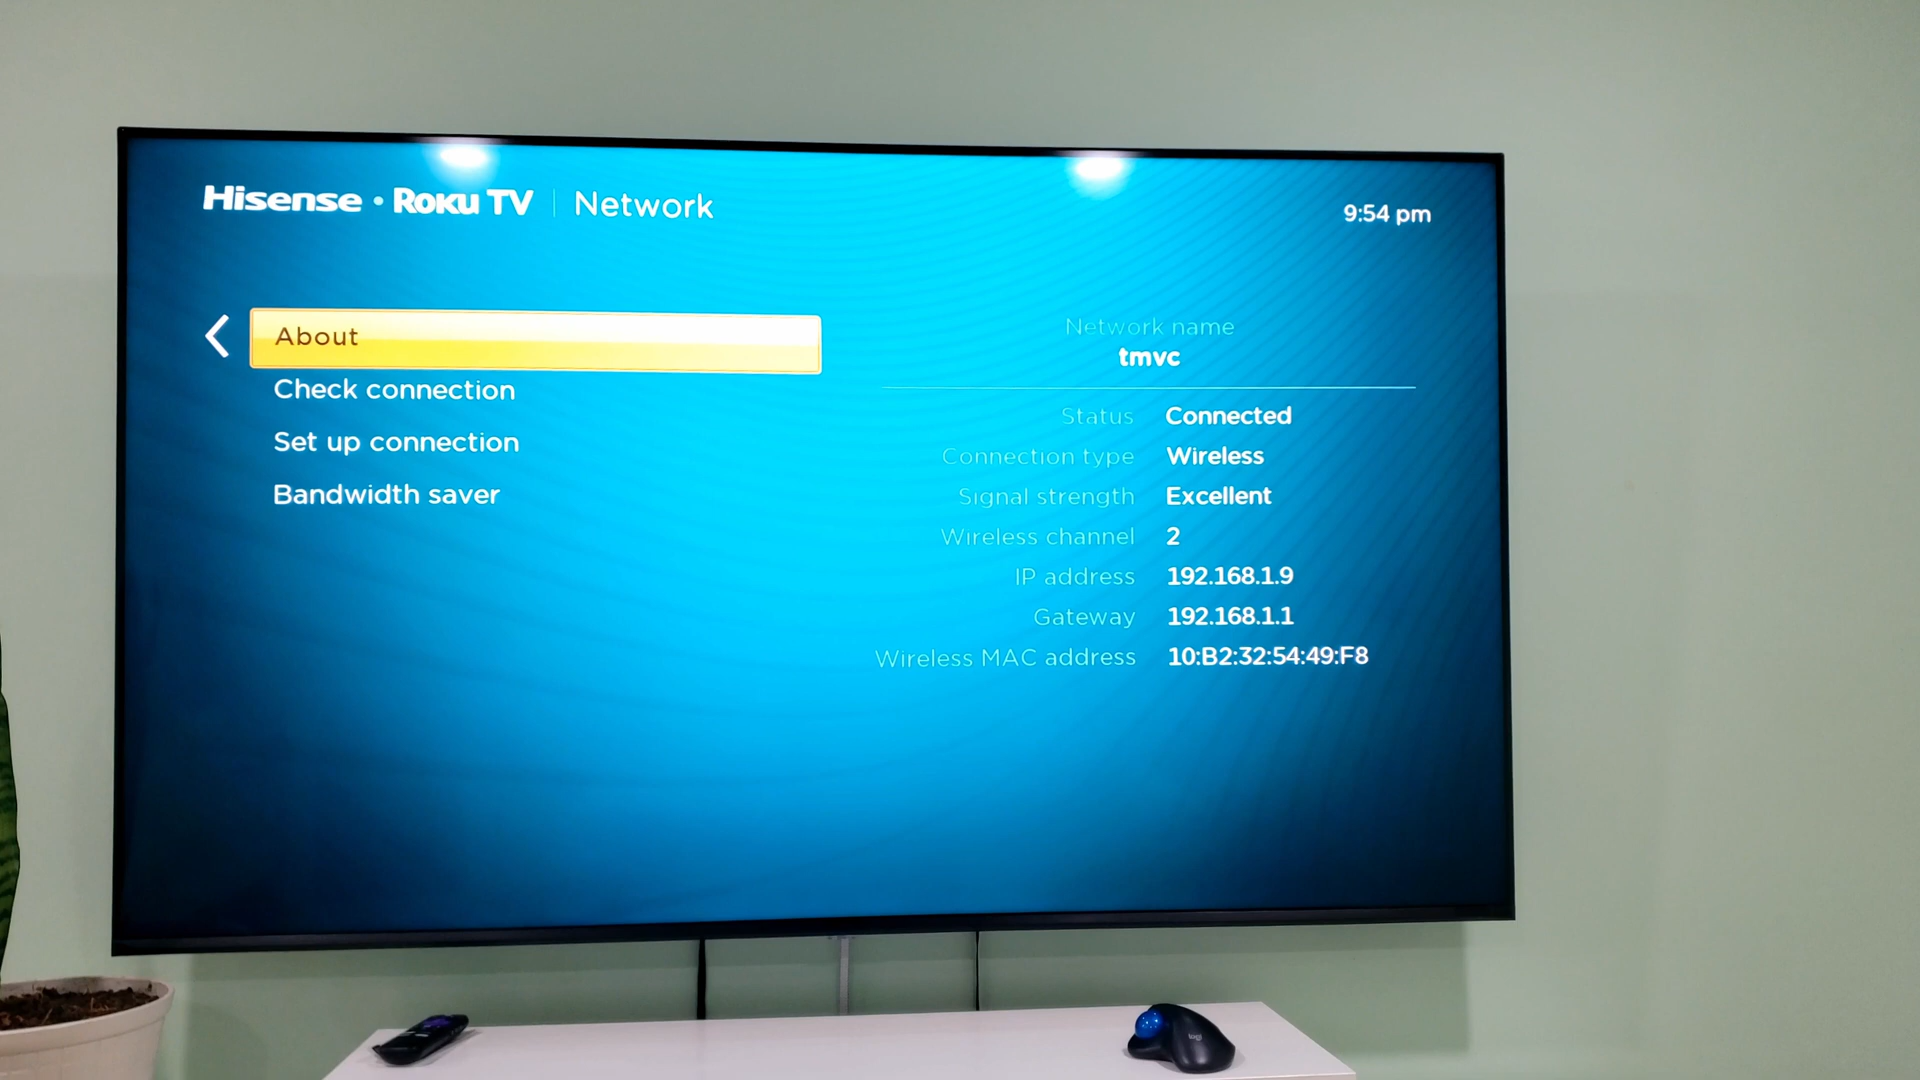 Hisense • Roku TV | Network
9:54 pm
About
Check connection
Set up connection
Bandwidth saver
Network name
tmvc
Status Connected
Connection type Wireless
Signal strength Excellent
Wireless channel 2
IP address 192.168.1.9
Gateway 192.168.1.1
Wireless MAC address 10:B2:32:54:49:F8
logi